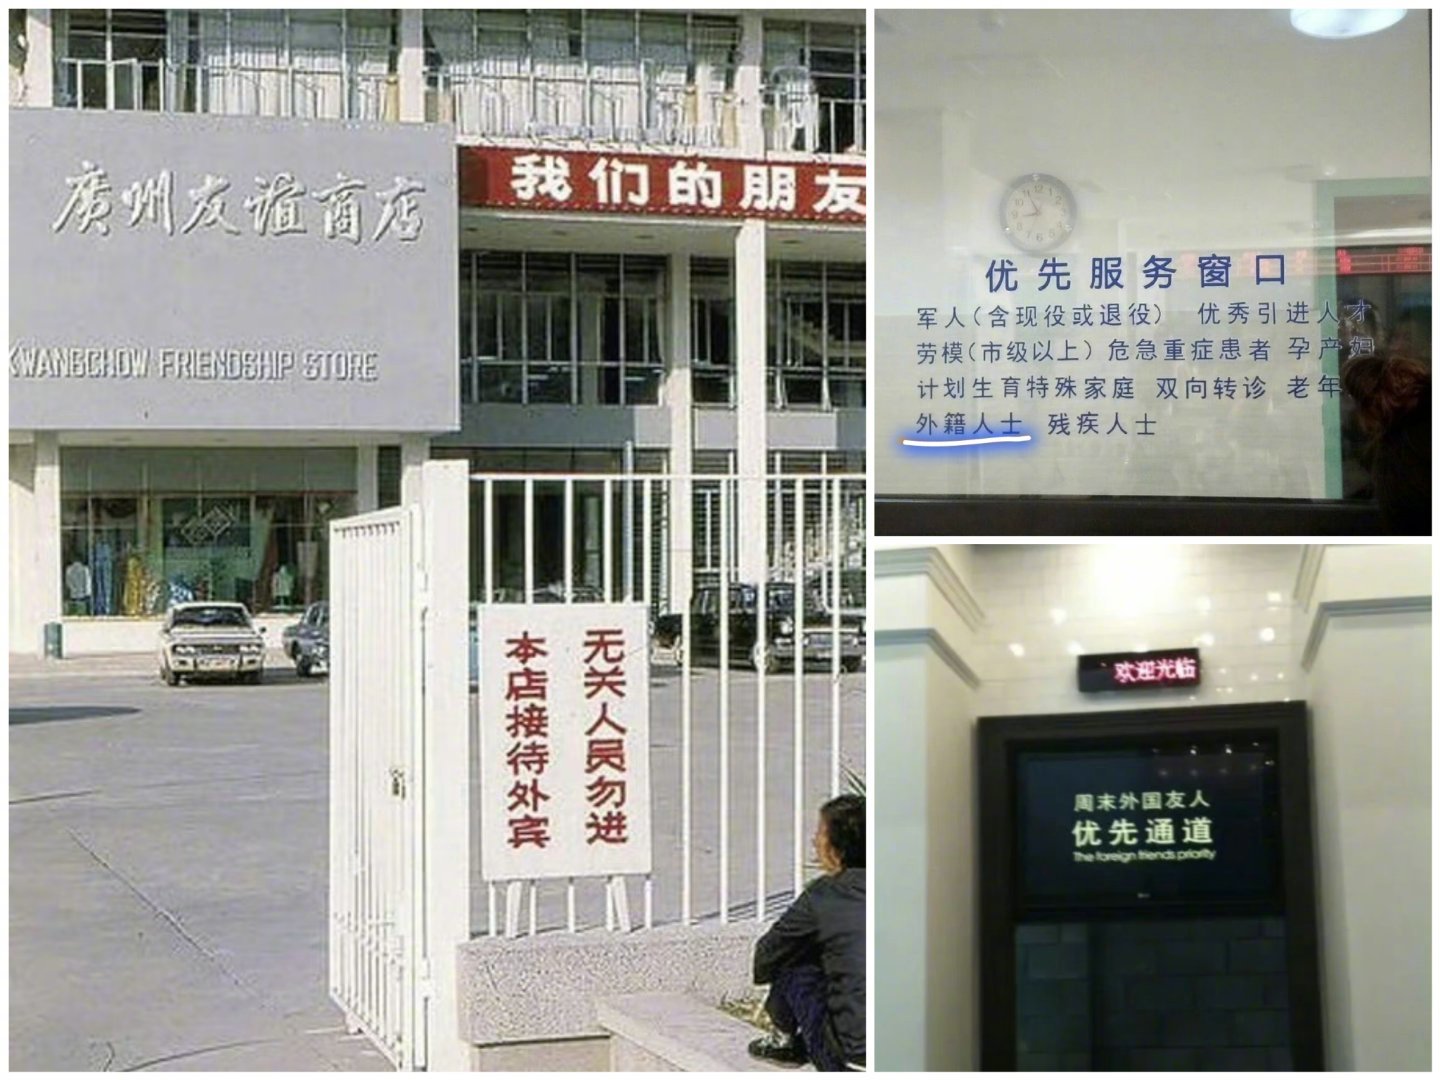 廣州友谊商店
KWANGCHOW FRIENDSHIP STORE
我们的朋友
无关人员勿进
本店接待外宾
优先服务窗口
军人(含现役或退役) 优秀引进人才
劳模(市级以上) 危急重症患者 孕产妇
计划生育特殊家庭 双向转诊 老年
外籍人士 残疾人士
欢迎光临
周末外国友人
优先通道
The foreign friends priority